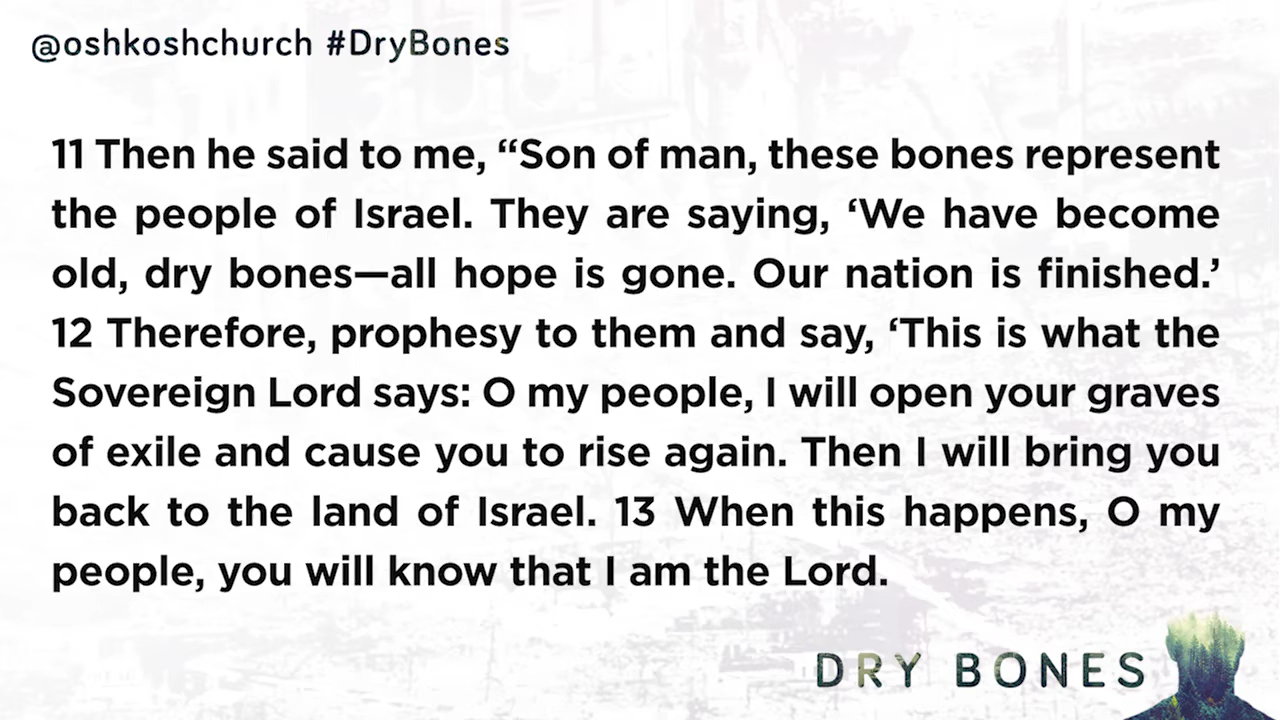 @oshkoshchurch #DryBones
11 Then he said to me, “Son of man, these bones represent
the people of Israel. They are saying, ‘We have become
old, dry bones—all hope is gone. Our nation is finished.’
12 Therefore, prophesy to them and say, ‘This is what the
Sovereign Lord says: O my people, I will open your graves
of exile and cause you to rise again. Then I will bring you
back to the land of Israel. 13 When this happens, O my
people, you will know that I am the Lord.
DRY BONES